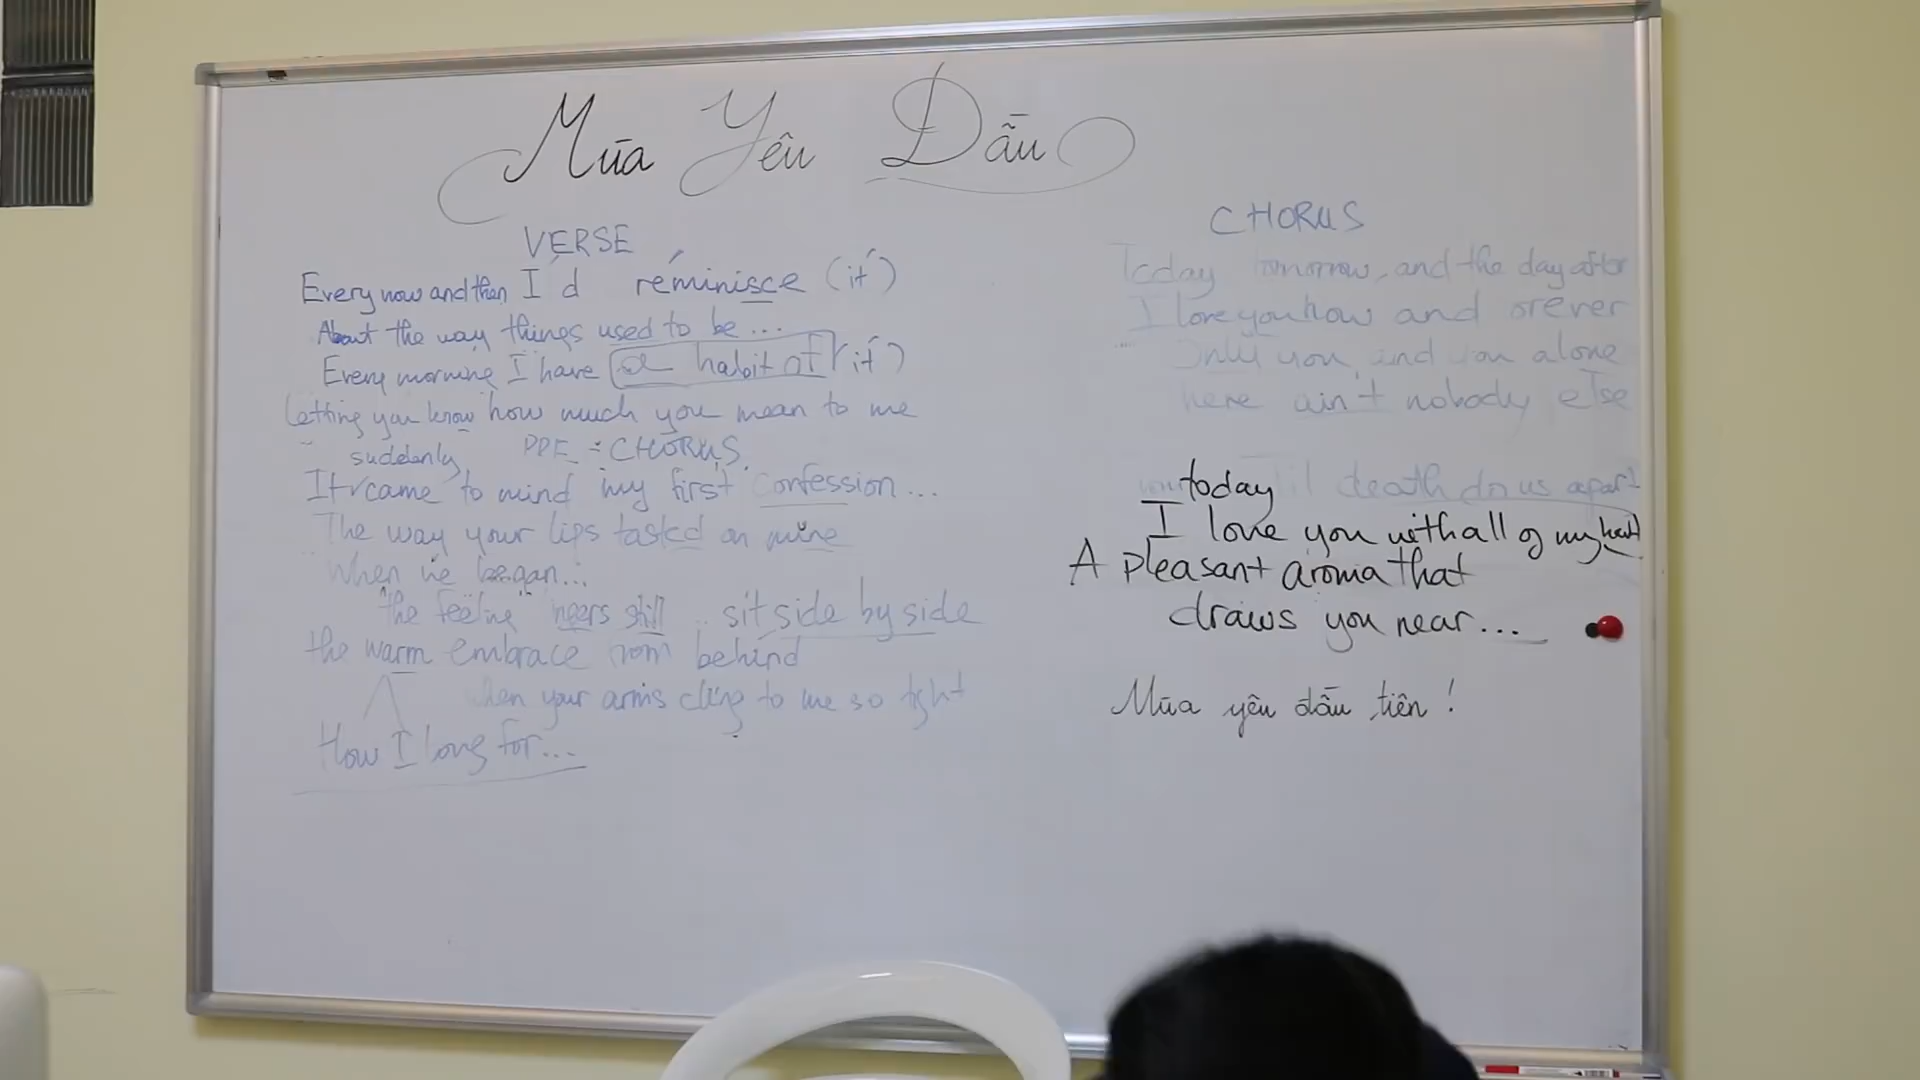 Mùa Yêu Dấu
VERSE
Every now and then I'd reminisce (it)
About the way things used to be...
Every morning I have a habit of (it)
Letting you know how much you mean to me
PRE-CHORUS
suddenly
It came to mind my first confession...
The way your lips tasted on mine
When we began...
"the feeling" still .. sit side by side
the warm embrace from behind
when your arms cling to me so tight
How I long for...
CHORUS
Today tomorrow, and the day after
I love you now and orever
Only you and you alone
here ain't nobody else
today til death do us apart
I love you with all of my heart
A pleasant aroma that
draws you near...
Mùa yêu dấu tiên!